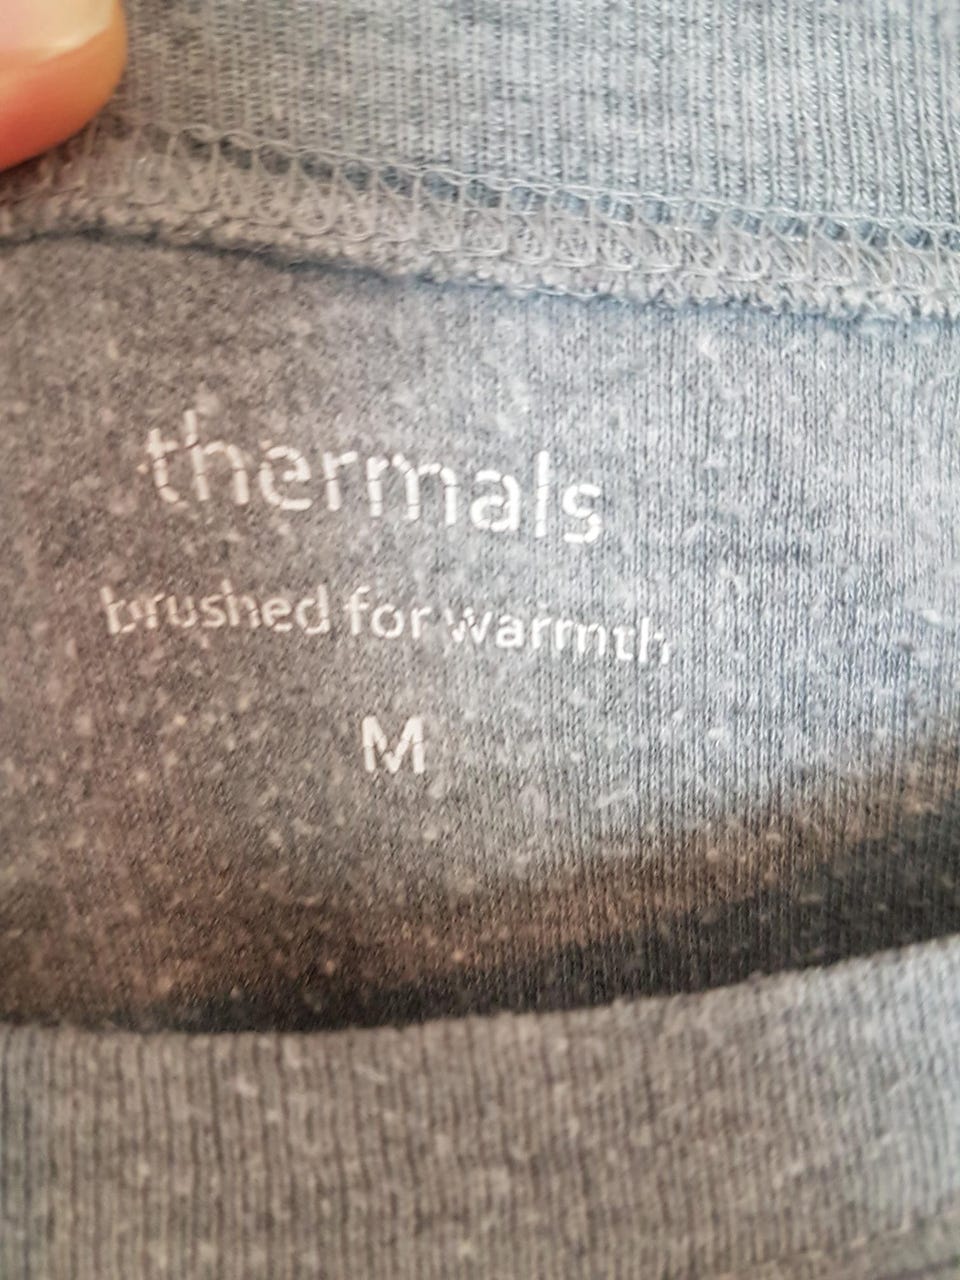 thermals
brushed for warmth
M